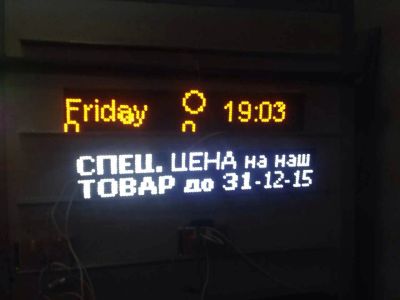 Friday 19:03
СПЕЦ. ЦЕНА на наш
ТОВАР до 31-12-15